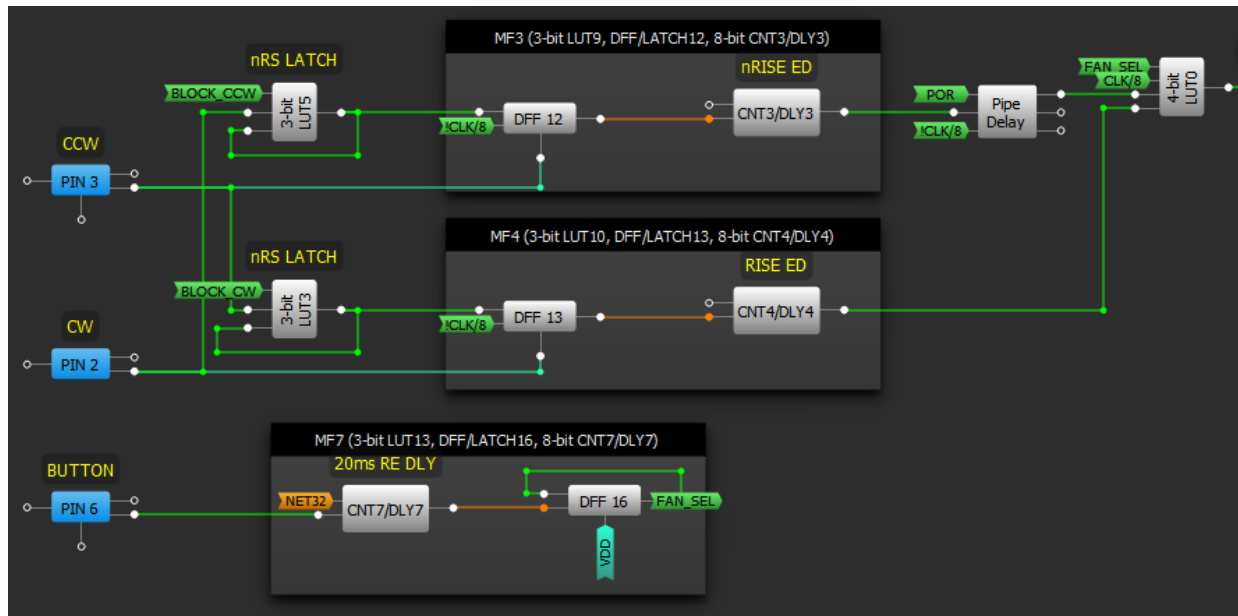 MF3 (3-bit LUT9, DFF/LATCH12, 8-bit CNT3/DLY3)
nRS LATCH
nRISE ED
BLOCK_CCW
3-bit
LUT5
!CLK/8
DFF 12
CNT3/DLY3
POR
!CLK/8
Pipe
Delay
FAN_SEL
CLK/8
4-bit
LUT0
CCW
PIN 3
MF4 (3-bit LUT10, DFF/LATCH13, 8-bit CNT4/DLY4)
nRS LATCH
RISE ED
BLOCK_CW
3-bit
LUT3
!CLK/8
DFF 13
CNT4/DLY4
CW
PIN 2
MF7 (3-bit LUT13, DFF/LATCH16, 8-bit CNT7/DLY7)
20ms RE DLY
BUTTON
PIN 6
NET32
CNT7/DLY7
DFF 16
FAN_SEL
VDD